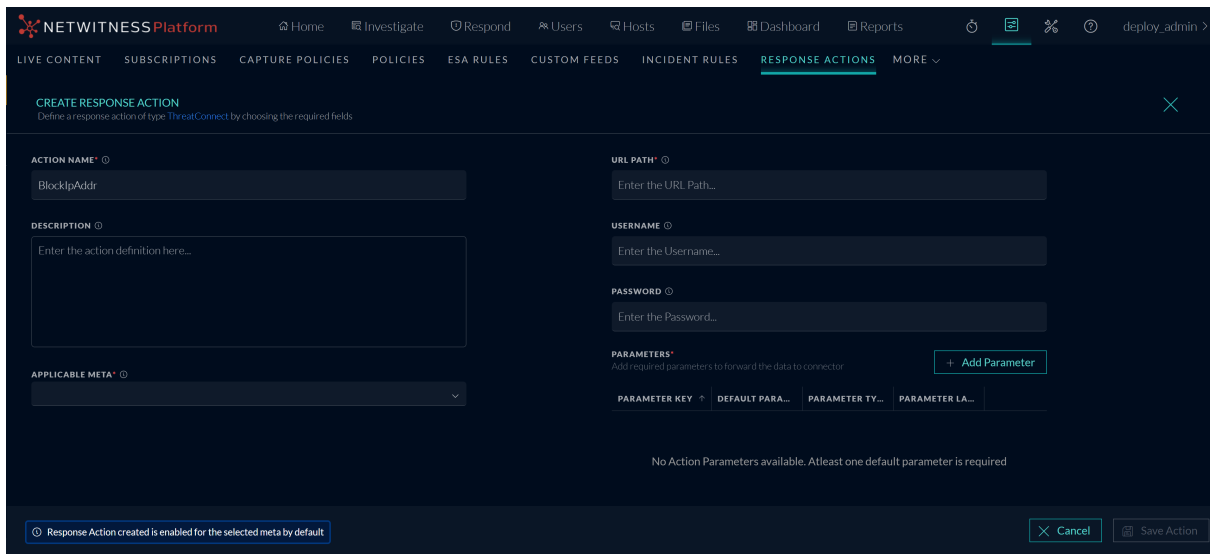 NETWITNESS Platform Home Investigate Respond Users Hosts Files Dashboard Reports deploy_admin
LIVE CONTENT SUBSCRIPTIONS CAPTURE POLICIES POLICIES ESA RULES CUSTOM FEEDS INCIDENT RULES RESPONSE ACTIONS MORE
CREATE RESPONSE ACTION
Define a response action of type ThreatConnect by choosing the required fields
ACTION NAME*
BlockIpAddr
DESCRIPTION
Enter the action definition here...
APPLICABLE META*
URL PATH*
Enter the URL Path...
USERNAME
Enter the Username...
PASSWORD
Enter the Password...
PARAMETERS*
Add required parameters to forward the data to connector
+ Add Parameter
PARAMETER KEY ↑ DEFAULT PARA... PARAMETER TY... PARAMETER LA...
No Action Parameters available. Atleast one default parameter is required
Response Action created is enabled for the selected meta by default
Cancel Save Action